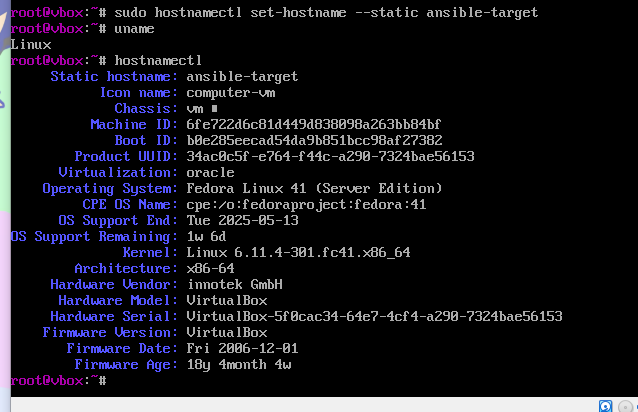 root@vbox:~# sudo hostnamectl set-hostname --static ansible-target
root@vbox:~# uname
Linux
root@vbox:~# hostnamectl
Static hostname: ansible-target
Icon name: computer-vm
Chassis: vm
Machine ID: 6fe722d6c81d449d838098a263bb84bf
Boot ID: b0e285eecad54da9b851bcc98af27382
Product UUID: 34ac0c5f-e764-f44c-a290-7324bae56153
Virtualization: oracle
Operating System: Fedora Linux 41 (Server Edition)
CPE OS Name: cpe:/o:fedoraproject:fedora:41
OS Support End: Tue 2025-05-13
OS Support Remaining: 1w 6d
Kernel: Linux 6.11.4-301.fc41.x86_64
Architecture: x86-64
Hardware Vendor: innotek GmbH
Hardware Model: VirtualBox
Hardware Serial: VirtualBox-5f0cac34-64e7-4cf4-a290-7324bae56153
Firmware Version: VirtualBox
Firmware Date: Fri 2006-12-01
Firmware Age: 18y 4month 4w
root@vbox:~#